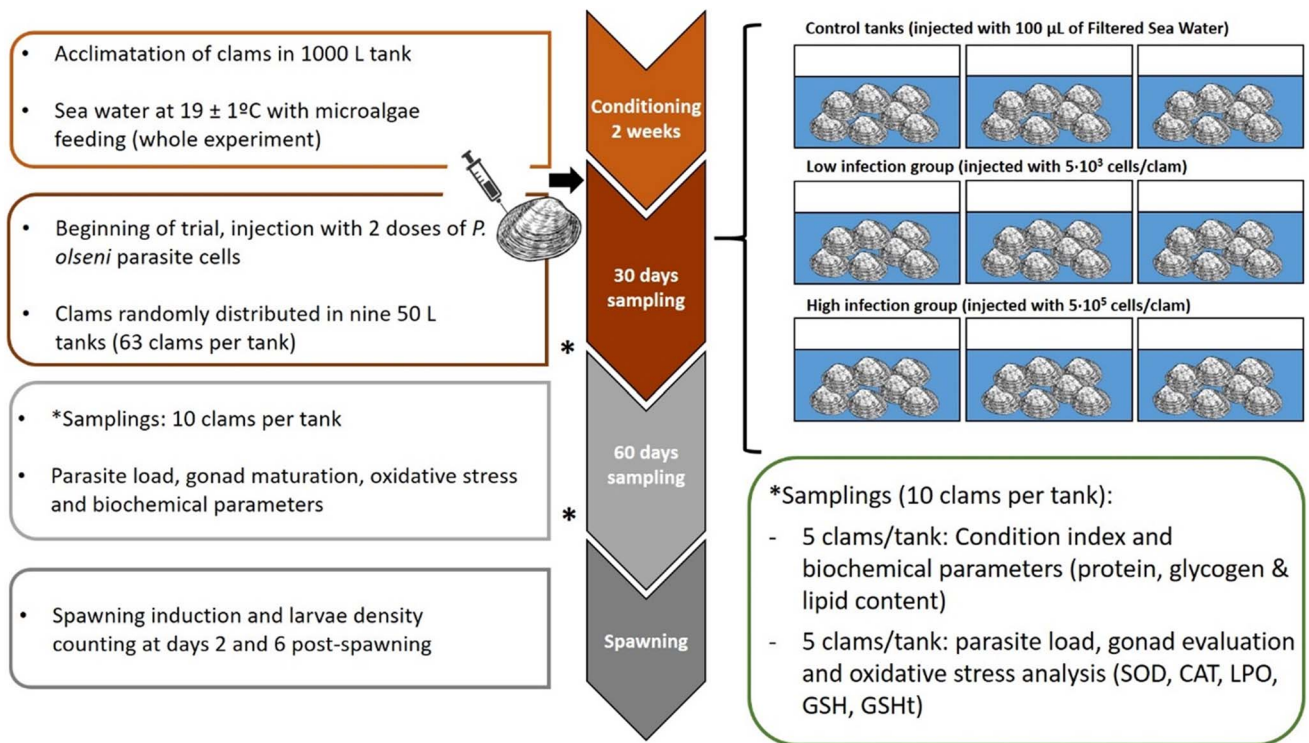 • Acclimatation of clams in 1000 L tank
• Sea water at 19 ± 1ºC with microalgae
feeding (whole experiment)
• Beginning of trial, injection with 2 doses of P.
olseni parasite cells
• Clams randomly distributed in nine 50 L
tanks (63 clams per tank)
*
• *Samplings: 10 clams per tank
• Parasite load, gonad maturation, oxidative stress
and biochemical parameters
*
• Spawning induction and larvae density
counting at days 2 and 6 post-spawning
Conditioning
2 weeks
30 days
sampling
60 days
sampling
Spawning
Control tanks (injected with 100 µL of Filtered Sea Water)
Low infection group (injected with 5·10³ cells/clam)
High infection group (injected with 5·10⁵ cells/clam)
*Samplings (10 clams per tank):
- 5 clams/tank: Condition index and
biochemical parameters (protein, glycogen &
lipid content)
- 5 clams/tank: parasite load, gonad evaluation
and oxidative stress analysis (SOD, CAT, LPO,
GSH, GSHt)